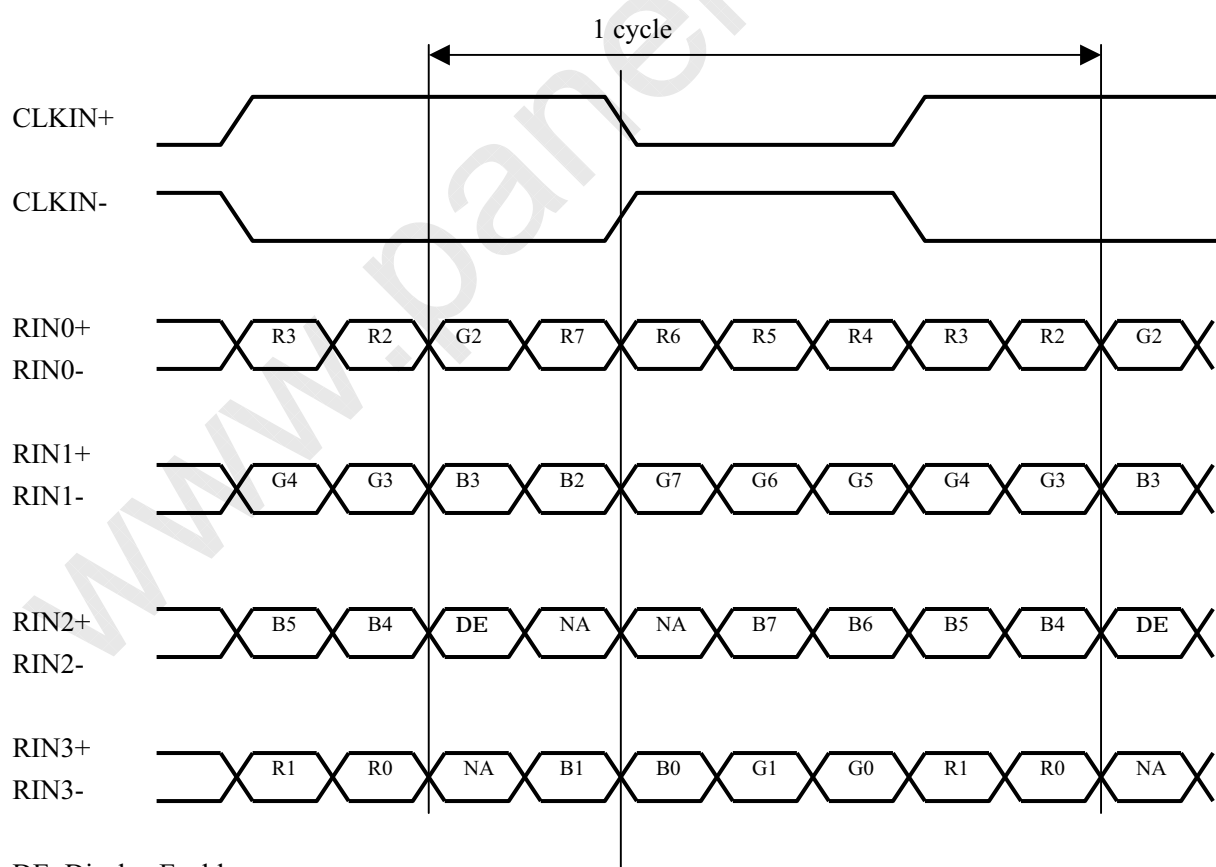 1 cycle
CLKIN+
CLKIN-
RIN0+
R3 R2 G2 R7 R6 R5 R4 R3 R2 G2
RIN0-
RIN1+
G4 G3 B3 B2 G7 G6 G5 G4 G3 B3
RIN1-
RIN2+
B5 B4 DE NA NA B7 B6 B5 B4 DE
RIN2-
RIN3+
R1 R0 NA B1 B0 G1 G0 R1 R0 NA
RIN3-
www.panel